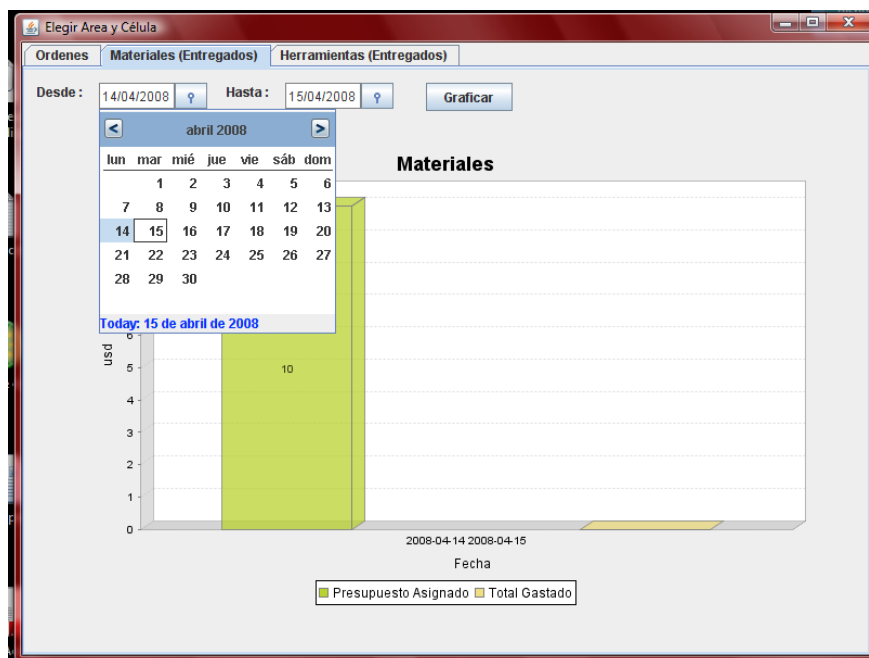 Elegir Area y Célula
Ordenes Materiales (Entregados) Herramientas (Entregados)
Desde : 14/04/2008 Hasta : 15/04/2008 Graficar
abril 2008
lun mar mié jue vie sáb dom
1 2 3 4 5 6
7 8 9 10 11 12 13
14 15 16 17 18 19 20
21 22 23 24 25 26 27
28 29 30
Today: 15 de abril de 2008
Materiales
usd
6
5
4
3
2
1
0
10
2008-04-14 2008-04-15
Fecha
Presupuesto Asignado Total Gastado